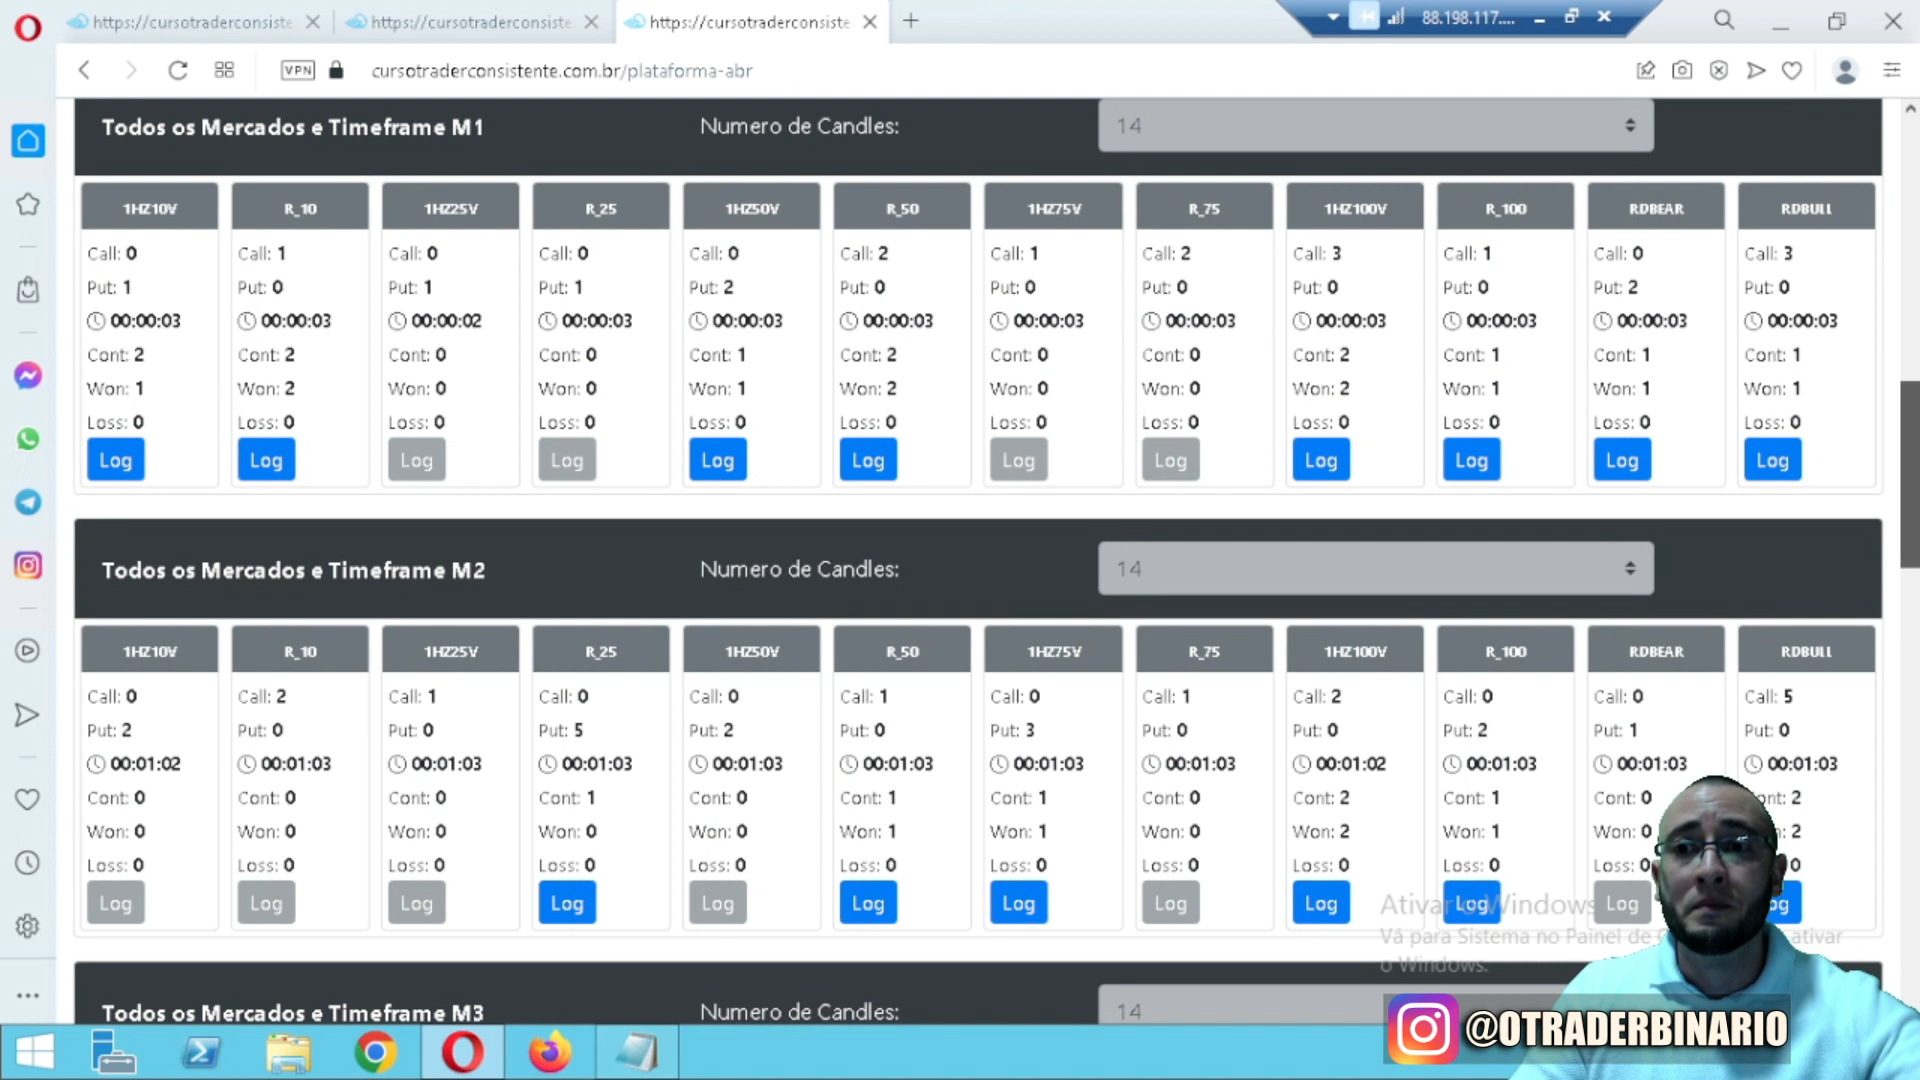 https://cursotraderconsiste
https://cursotraderconsiste
https://cursotraderconsiste
88.198.117....
VPN
cursotraderconsistente.com.br/plataforma-abr
Todos os Mercados e Timeframe M1 Numero de Candles: 14
1HZ10V R_10 1HZ25V R_25 1HZ50V R_50 1HZ75V R_75 1HZ100V R_100 RDBEAR RDBULL
Call: 0 Call: 1 Call: 0 Call: 0 Call: 0 Call: 2 Call: 1 Call: 2 Call: 3 Call: 1 Call: 0 Call: 3
Put: 1 Put: 0 Put: 1 Put: 1 Put: 2 Put: 0 Put: 0 Put: 0 Put: 0 Put: 0 Put: 2 Put: 0
00:00:03 00:00:03 00:00:02 00:00:03 00:00:03 00:00:03 00:00:03 00:00:03 00:00:03 00:00:03 00:00:03 00:00:03
Cont: 2 Cont: 2 Cont: 0 Cont: 0 Cont: 1 Cont: 2 Cont: 0 Cont: 0 Cont: 2 Cont: 1 Cont: 1 Cont: 1
Won: 1 Won: 2 Won: 0 Won: 0 Won: 1 Won: 2 Won: 0 Won: 0 Won: 2 Won: 1 Won: 1 Won: 1
Loss: 0 Loss: 0 Loss: 0 Loss: 0 Loss: 0 Loss: 0 Loss: 0 Loss: 0 Loss: 0 Loss: 0 Loss: 0 Loss: 0
Log Log Log Log Log Log Log Log Log Log Log Log
Todos os Mercados e Timeframe M2 Numero de Candles: 14
1HZ10V R_10 1HZ25V R_25 1HZ50V R_50 1HZ75V R_75 1HZ100V R_100 RDBEAR RDBULL
Call: 0 Call: 2 Call: 1 Call: 0 Call: 0 Call: 1 Call: 0 Call: 1 Call: 2 Call: 0 Call: 0 Call: 5
Put: 2 Put: 0 Put: 0 Put: 5 Put: 2 Put: 0 Put: 3 Put: 0 Put: 0 Put: 2 Put: 1 Put: 0
00:01:02 00:01:03 00:01:03 00:01:03 00:01:03 00:01:03 00:01:03 00:01:03 00:01:02 00:01:03 00:01:03 00:01:03
Cont: 0 Cont: 0 Cont: 0 Cont: 1 Cont: 0 Cont: 1 Cont: 1 Cont: 0 Cont: 2 Cont: 1 Cont: 0 ont: 2
Won: 0 Won: 0 Won: 0 Won: 0 Won: 0 Won: 1 Won: 1 Won: 0 Won: 2 Won: 1 Won: 0 : 2
Loss: 0 Loss: 0 Loss: 0 Loss: 0 Loss: 0 Loss: 0 Loss: 0 Loss: 0 Loss: 0 Loss: 0 Loss: 0 0
Log Log Log Log Log Log Log Log Log Log Log og
Ativar o Windows
Vá para Sistema no Painel de ativar
o Windows.
Todos os Mercados e Timeframe M3 Numero de Candles: 14
@OTRADERBINARIO